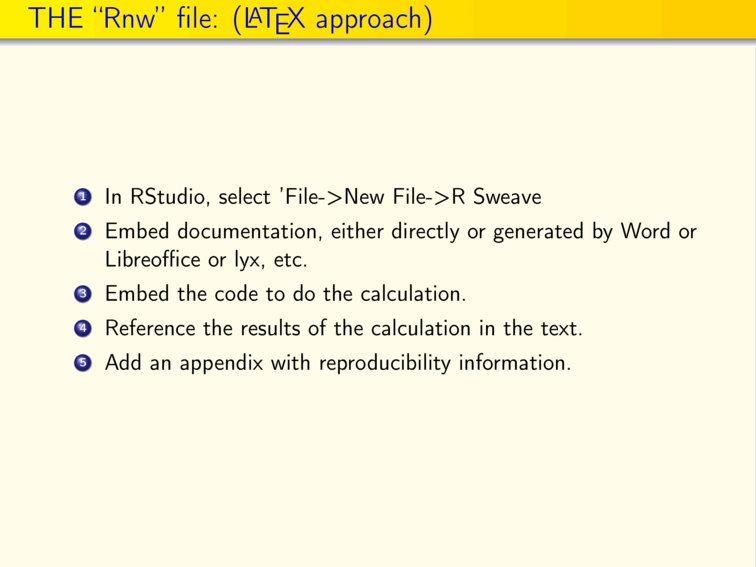 THE “Rnw” file: (LATEX approach)
1 In RStudio, select 'File->New File->R Sweave
2 Embed documentation, either directly or generated by Word or
Libreoffice or lyx, etc.
3 Embed the code to do the calculation.
4 Reference the results of the calculation in the text.
5 Add an appendix with reproducibility information.